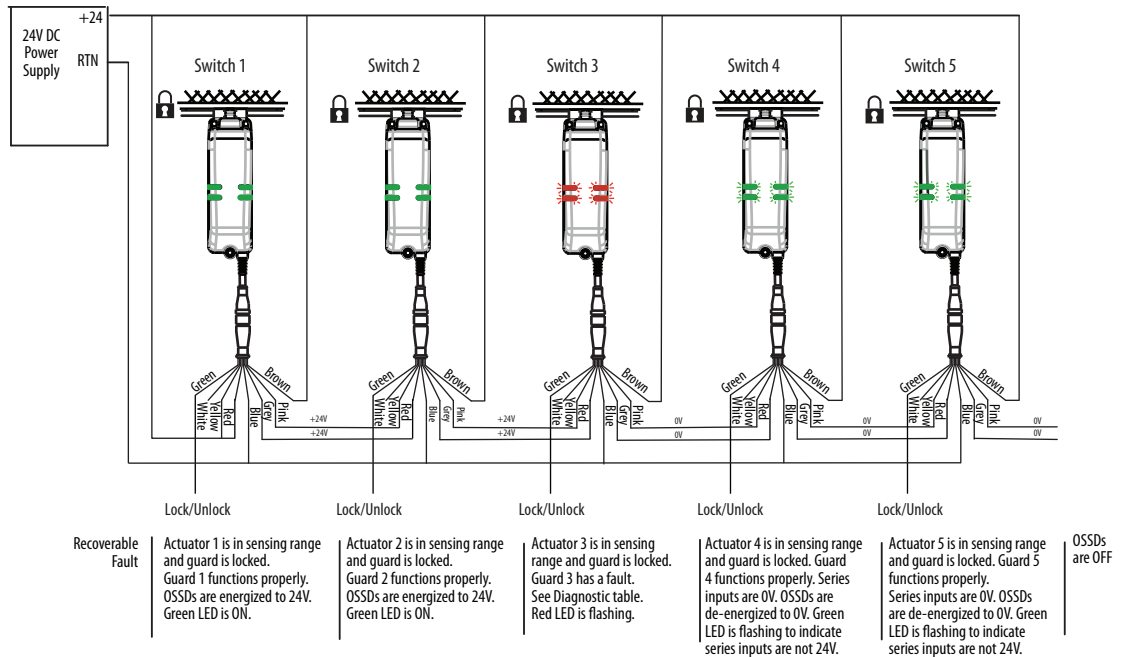 +24
24V DC
Power
Supply
RTN
Switch 1
Switch 2
Switch 3
Switch 4
Switch 5
Green
White
Yellow
Red
Blue
Grey
Pink
Brown
+24V
+24V
Green
White
Yellow
Red
Blue
Grey
Pink
Brown
+24V
+24V
Green
White
Yellow
Red
Blue
Grey
Pink
Brown
0V
0V
Green
White
Yellow
Red
Blue
Grey
Pink
Brown
0V
0V
Green
White
Yellow
Red
Blue
Grey
Pink
Brown
0V
0V
Lock/Unlock
Lock/Unlock
Lock/Unlock
Lock/Unlock
Lock/Unlock
Recoverable
Fault
Actuator 1 is in sensing range
and guard is locked.
Guard 1 functions properly.
OSSDs are energized to 24V.
Green LED is ON.
Actuator 2 is in sensing range
and guard is locked.
Guard 2 functions properly.
OSSDs are energized to 24V.
Green LED is ON.
Actuator 3 is in sensing
range and guard is locked.
Guard 3 has a fault.
See Diagnostic table.
Red LED is flashing.
Actuator 4 is in sensing range
and guard is locked. Guard
4 functions properly. Series
inputs are 0V. OSSDs are
de-energized to 0V. Green
LED is flashing to indicate
series inputs are not 24V.
Actuator 5 is in sensing range
and guard is locked. Guard 5
functions properly.
Series inputs are 0V. OSSDs
are de-energized to 0V. Green
LED is flashing to indicate
series inputs are not 24V.
OSSDs
are OFF